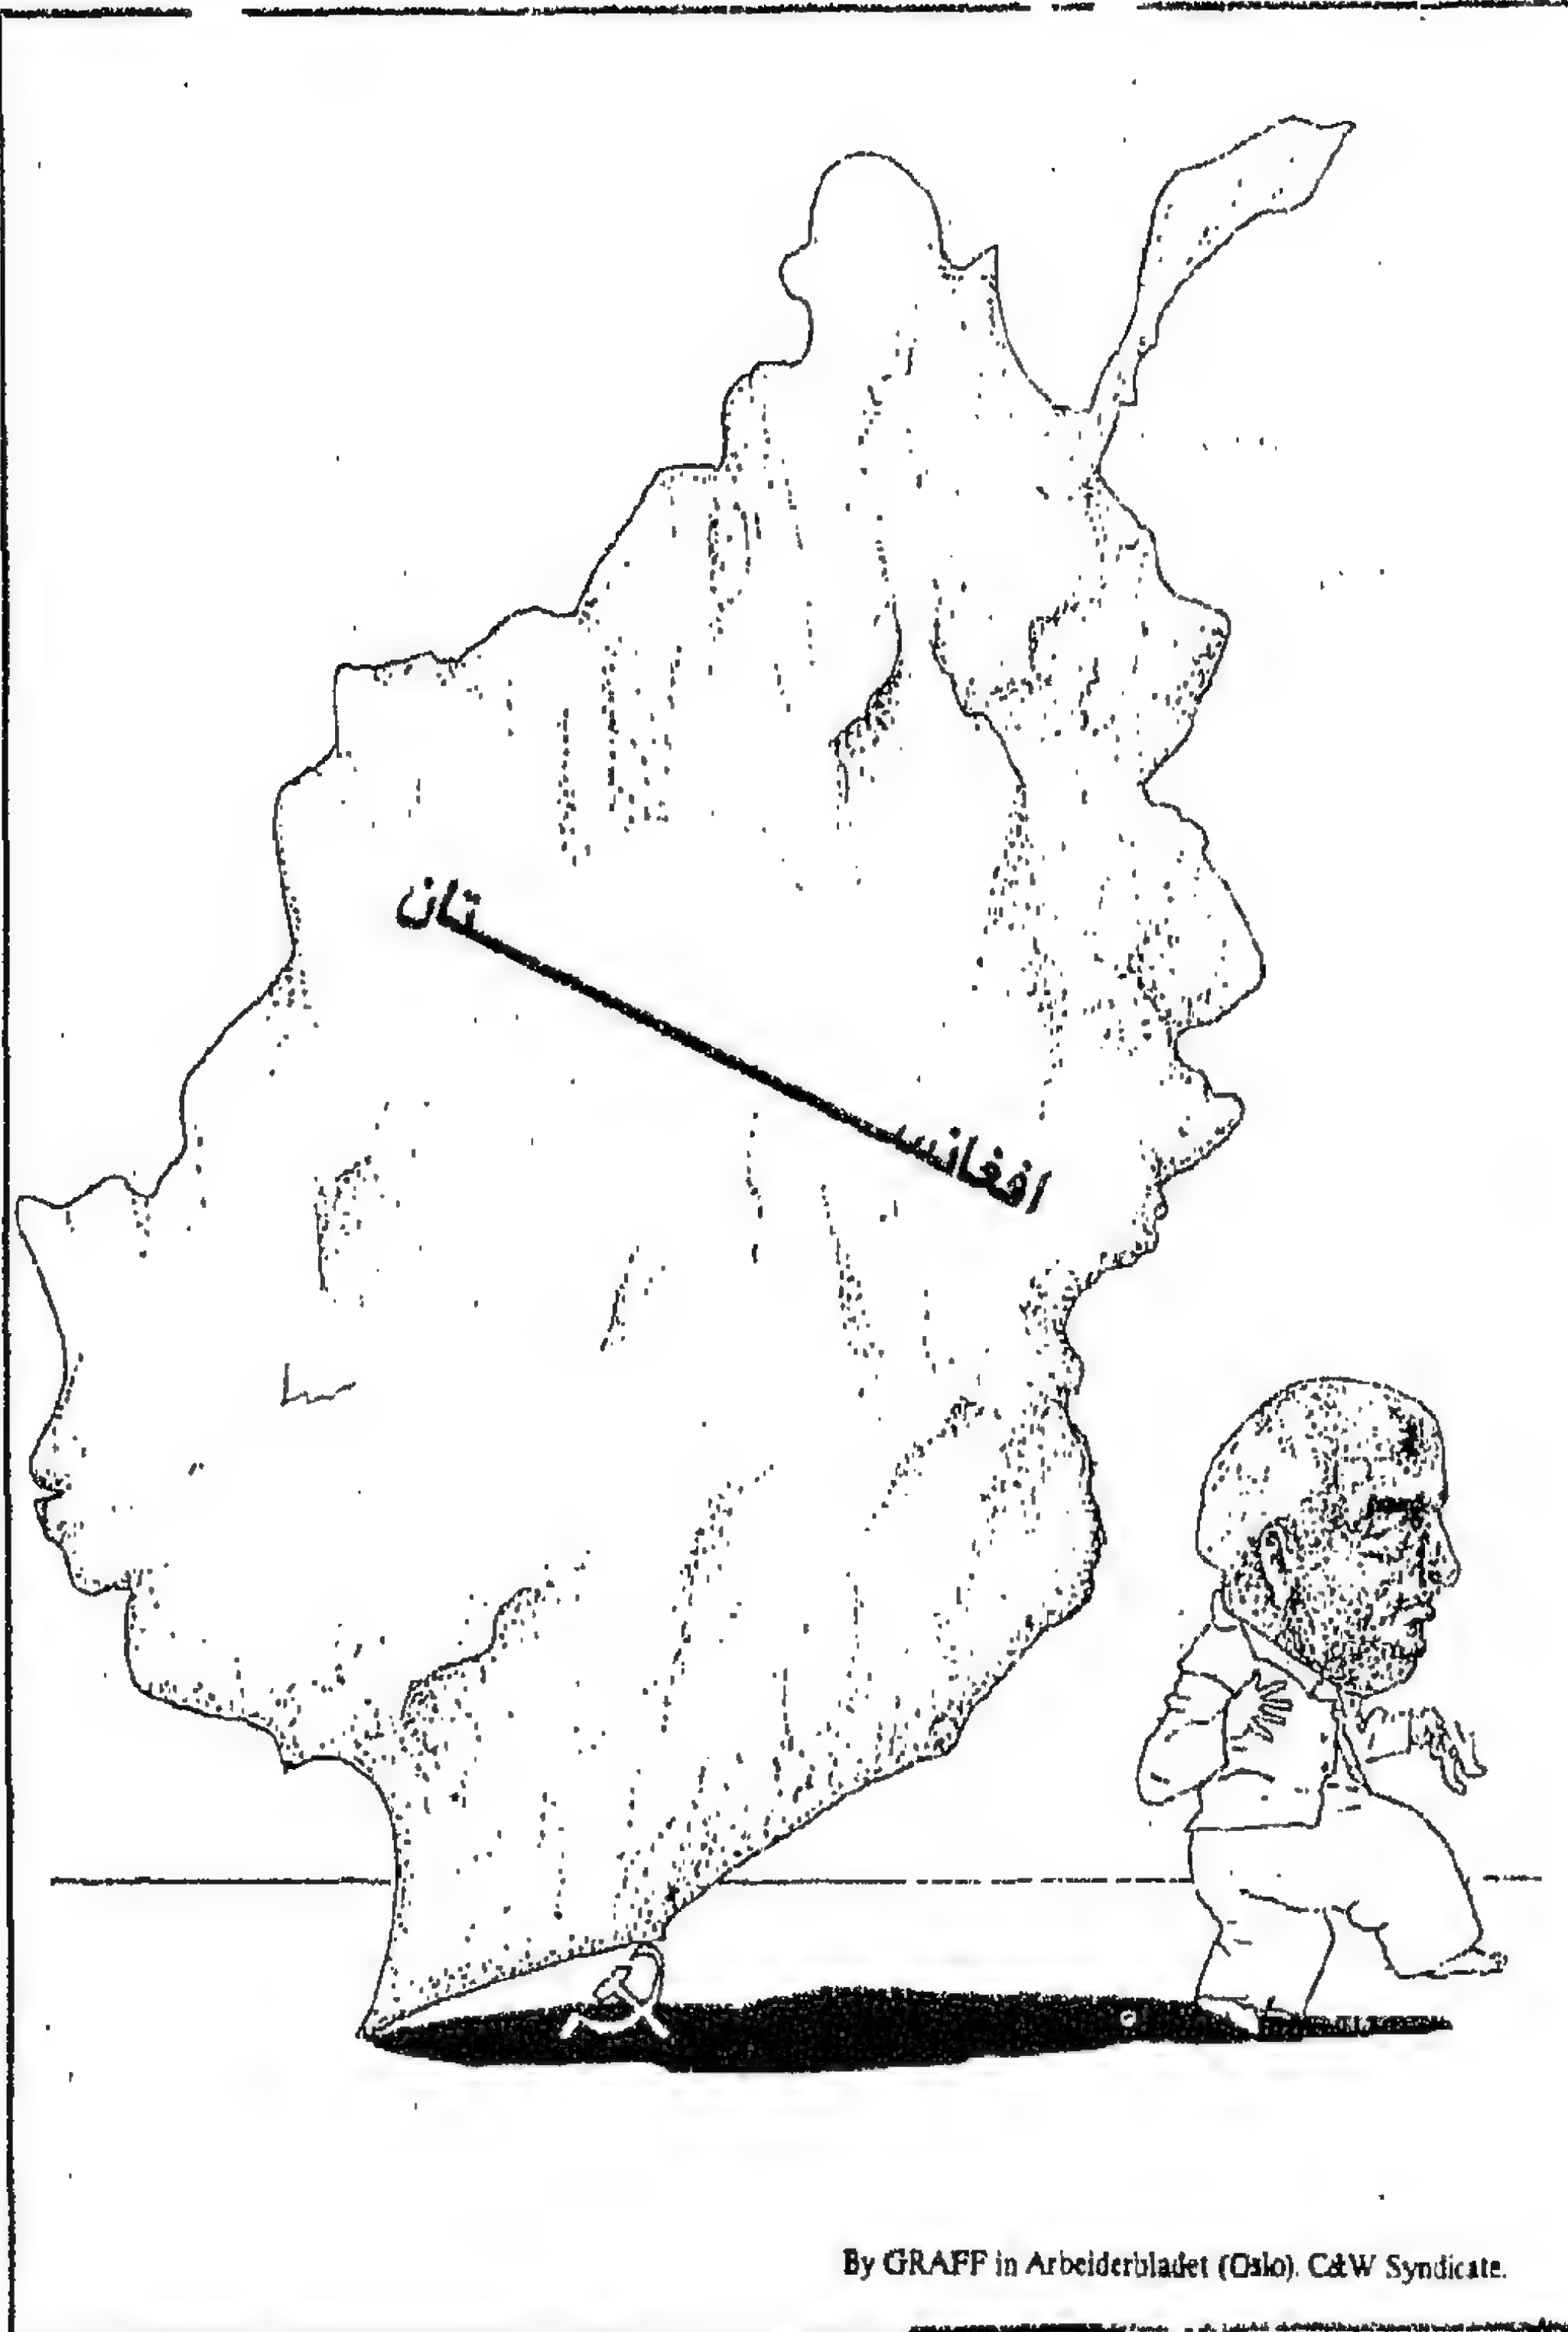 افغانستان
By GRAFF in Arbeiderbladet (Oslo). C&W Syndicate.